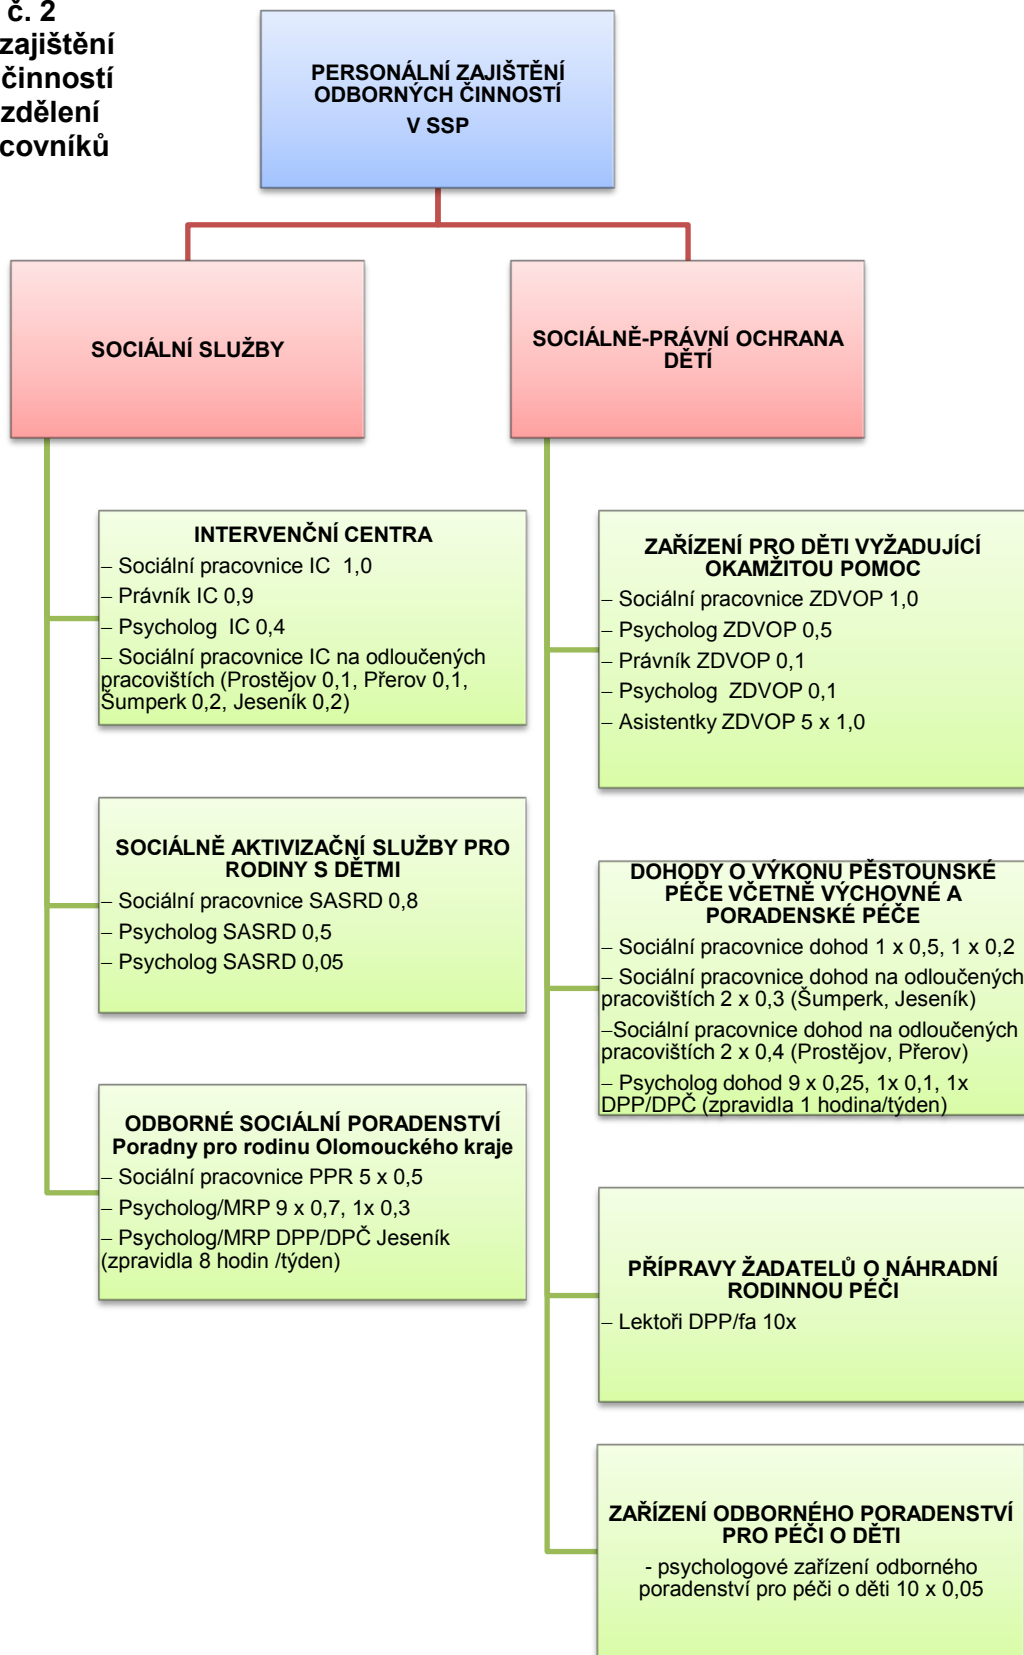 č. 2
zajištění
činností
zdělení
covníků
PERSONÁLNÍ ZAJIŠTĚNÍ
ODBORNÝCH ČINNOSTÍ
V SSP
SOCIÁLNÍ SLUŽBY
SOCIÁLNĚ-PRÁVNÍ OCHRANA
DĚTÍ
INTERVENČNÍ CENTRA
– Sociální pracovnice IC 1,0
– Právník IC 0,9
– Psycholog IC 0,4
– Sociální pracovnice IC na odloučených
pracovištích (Prostějov 0,1, Přerov 0,1,
Šumperk 0,2, Jeseník 0,2)
SOCIÁLNĚ AKTIVIZAČNÍ SLUŽBY PRO
RODINY S DĚTMI
– Sociální pracovnice SASRD 0,8
– Psycholog SASRD 0,5
– Psycholog SASRD 0,05
ODBORNÉ SOCIÁLNÍ PORADENSTVÍ
Poradny pro rodinu Olomouckého kraje
– Sociální pracovnice PPR 5 x 0,5
– Psycholog/MRP 9 x 0,7, 1x 0,3
– Psycholog/MRP DPP/DPČ Jeseník
(zpravidla 8 hodin /týden)
ZAŘÍZENÍ PRO DĚTI VYŽADUJÍCÍ
OKAMŽITOU POMOC
– Sociální pracovnice ZDVOP 1,0
– Psycholog ZDVOP 0,5
– Právník ZDVOP 0,1
– Psycholog ZDVOP 0,1
– Asistentky ZDVOP 5 x 1,0
DOHODY O VÝKONU PĚSTOUNSKÉ
PÉČE VČETNĚ VÝCHOVNÉ A
PORADENSKÉ PÉČE
– Sociální pracovnice dohod 1 x 0,5, 1 x 0,2
– Sociální pracovnice dohod na odloučených
pracovištích 2 x 0,3 (Šumperk, Jeseník)
–Sociální pracovnice dohod na odloučených
pracovištích 2 x 0,4 (Prostějov, Přerov)
– Psycholog dohod 9 x 0,25, 1x 0,1, 1x
DPP/DPČ (zpravidla 1 hodina/týden)
PŘÍPRAVY ŽADATELŮ O NÁHRADNÍ
RODINNOU PÉČI
– Lektoři DPP/fa 10x
ZAŘÍZENÍ ODBORNÉHO PORADENSTVÍ
PRO PÉČI O DĚTI
- psychologové zařízení odborného
poradenství pro péči o děti 10 x 0,05